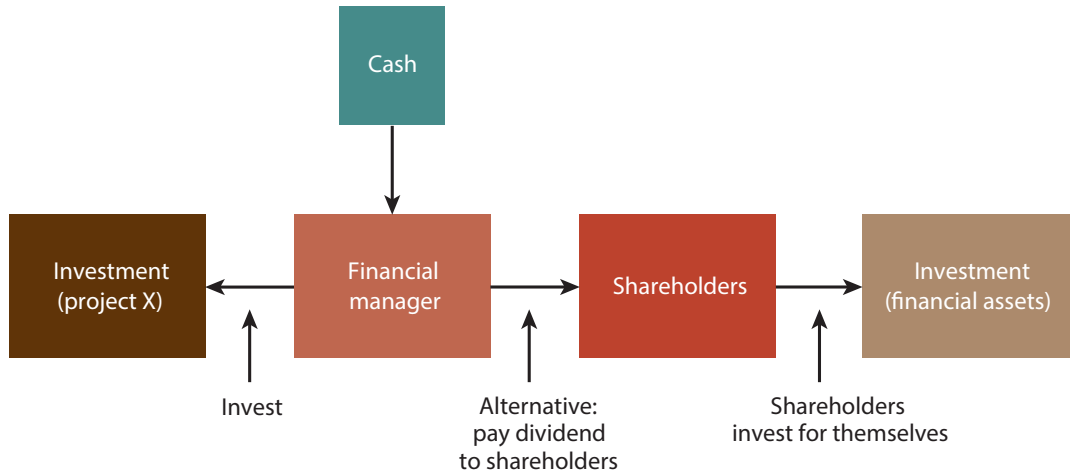 Cash
Investment
(project X)
Financial
manager
Shareholders
Investment
(financial assets)
Invest
Alternative:
pay dividend
to shareholders
Shareholders
invest for themselves